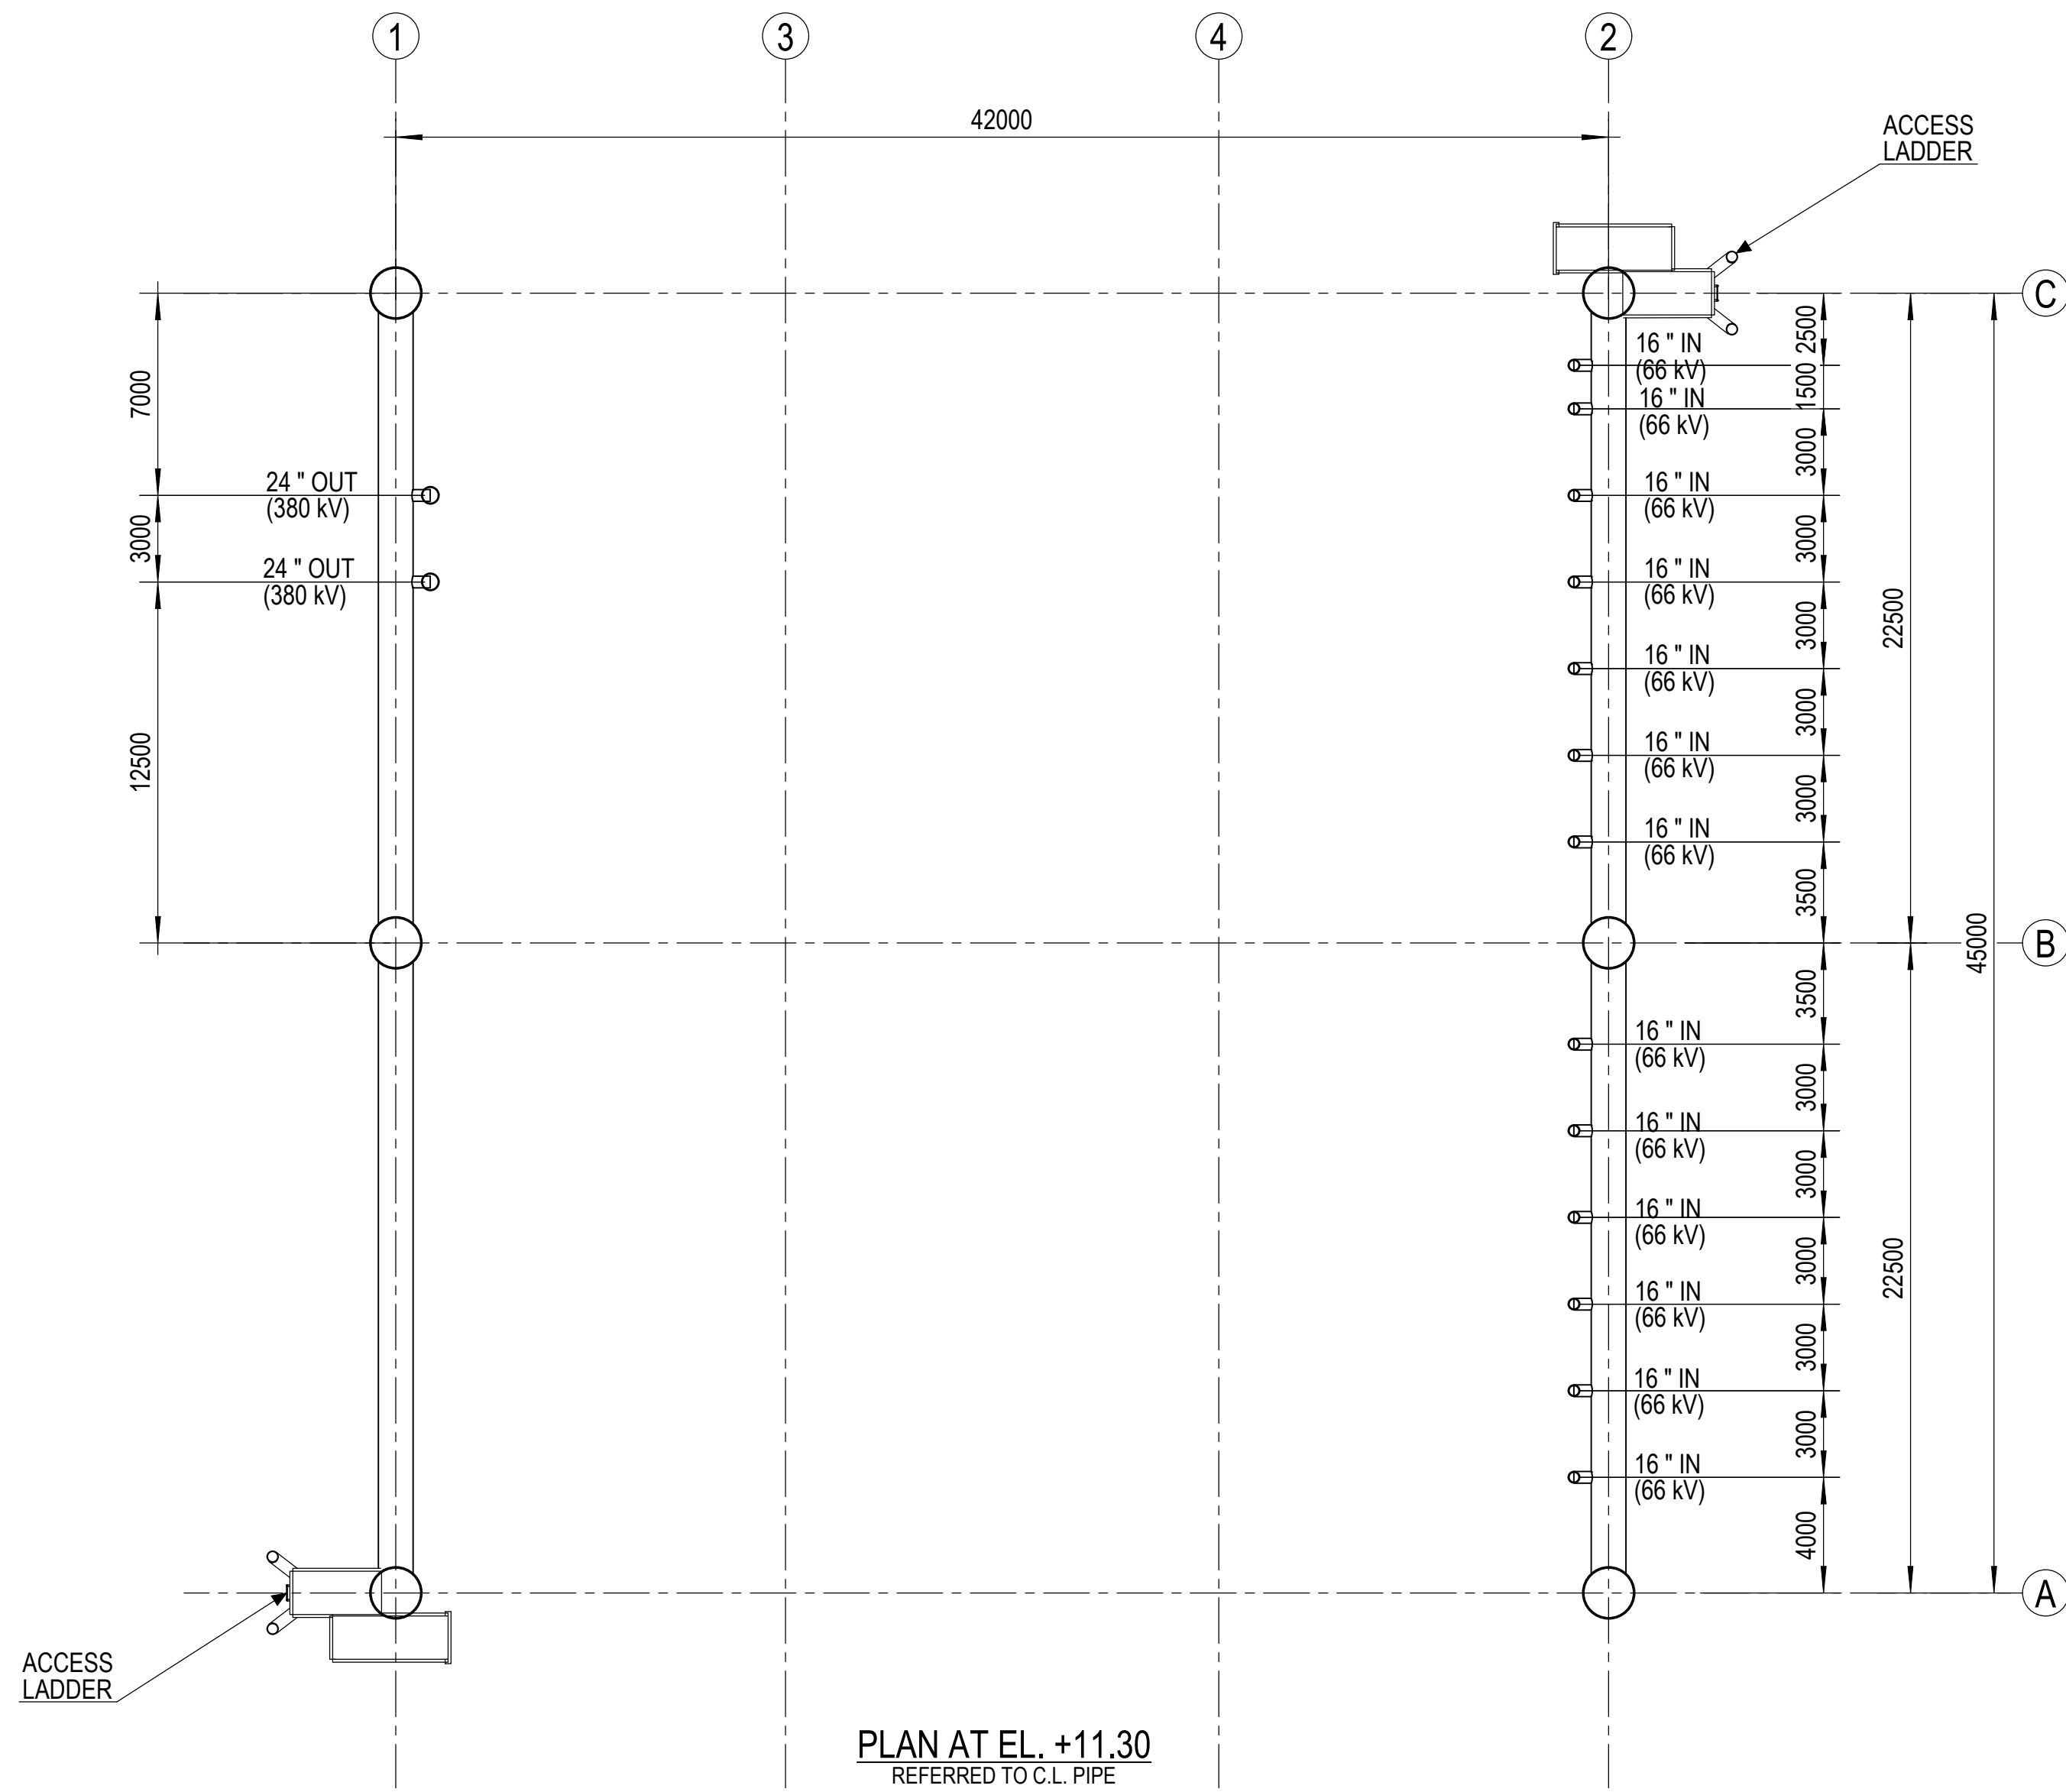 1
3
4
2
42000
ACCESS
LADDER
C
2500
16 " IN
(66 kV)
1500
16 " IN
(66 kV)
7000
3000
24 " OUT
(380 kV)
16 " IN
(66 kV)
3000
3000
24 " OUT
(380 kV)
16 " IN
(66 kV)
22500
3000
16 " IN
(66 kV)
3000
12500
16 " IN
(66 kV)
3000
16 " IN
(66 kV)
3500
45000
B
3500
16 " IN
(66 kV)
3000
16 " IN
(66 kV)
3000
16 " IN
(66 kV)
3000
22500
16 " IN
(66 kV)
3000
16 " IN
(66 kV)
3000
16 " IN
(66 kV)
4000
A
ACCESS
LADDER
PLAN AT EL. +11.30
REFERRED TO C.L. PIPE